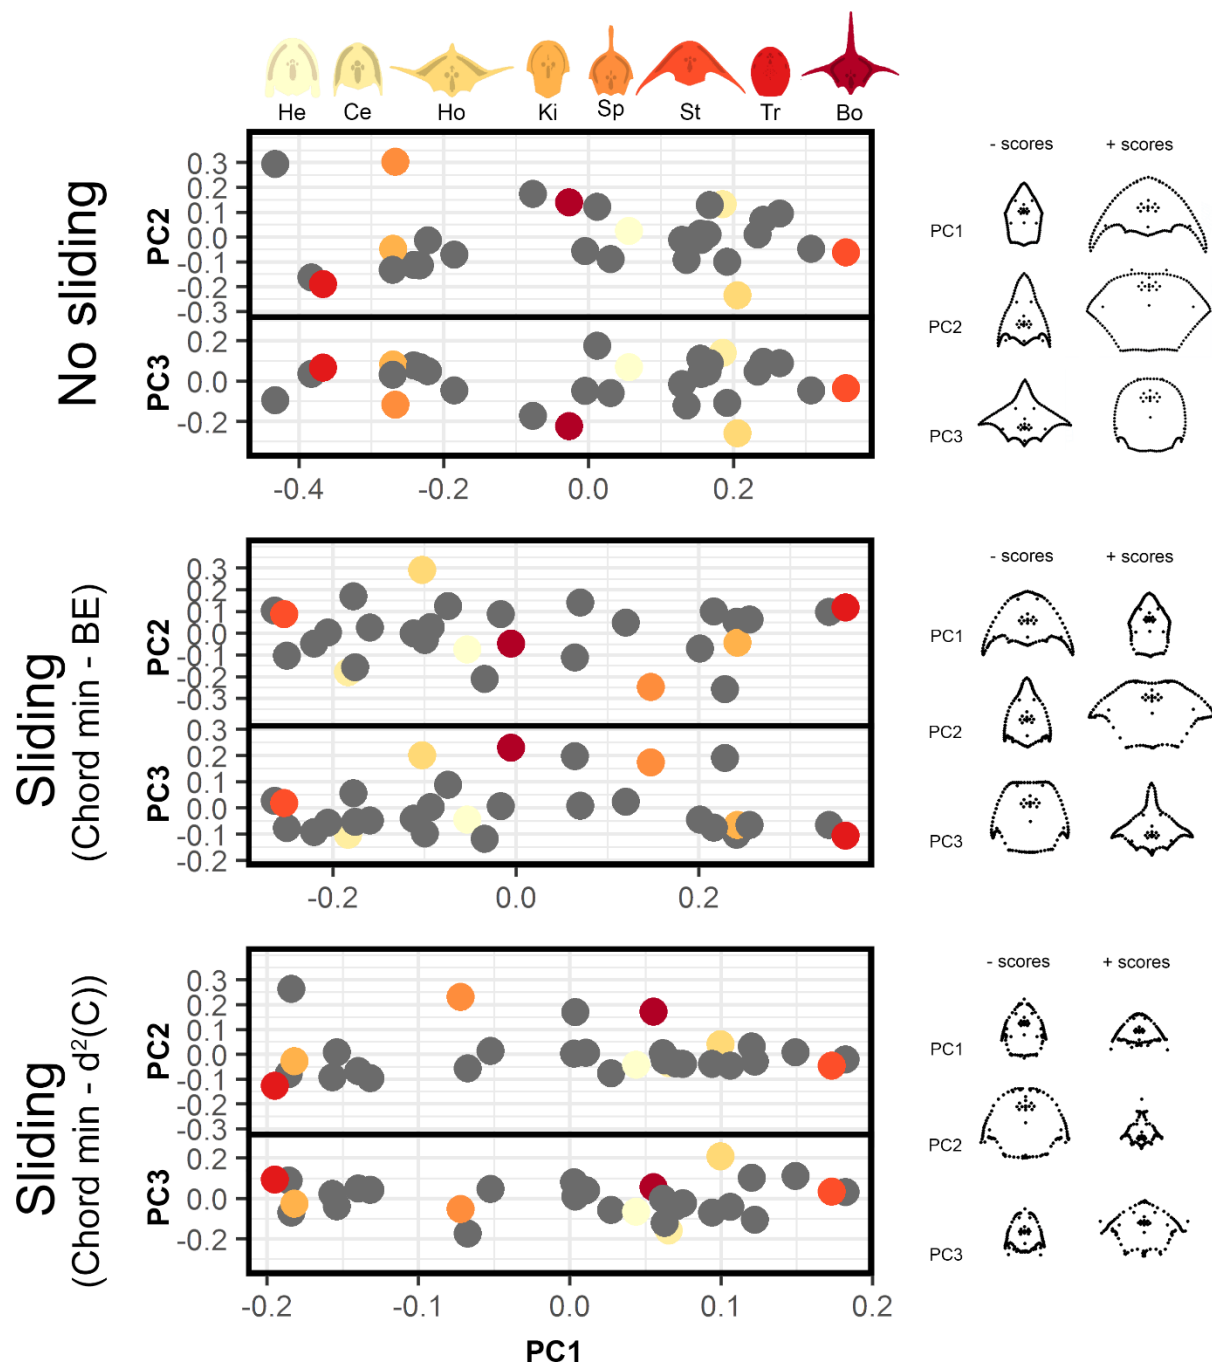 He Ce Ho Ki Sp St Tr Bo
No sliding
PC2
0.3
0.2
0.1
0.0
-0.1
-0.2
-0.3
PC3
0.2
0.0
-0.2
-0.4 -0.2 0.0 0.2
- scores + scores
PC1
PC2
PC3
Sliding
(Chord min - BE)
PC2
0.3
0.2
0.1
0.0
-0.1
-0.2
-0.3
PC3
0.3
0.2
0.1
0.0
-0.1
-0.2
-0.2 0.0 0.2
- scores + scores
PC1
PC2
PC3
Sliding
(Chord min - d²(C))
PC2
0.3
0.2
0.1
0.0
-0.1
-0.2
-0.3
PC3
0.2
0.0
-0.2
-0.2 -0.1 0.0 0.1 0.2
PC1
- scores + scores
PC1
PC2
PC3